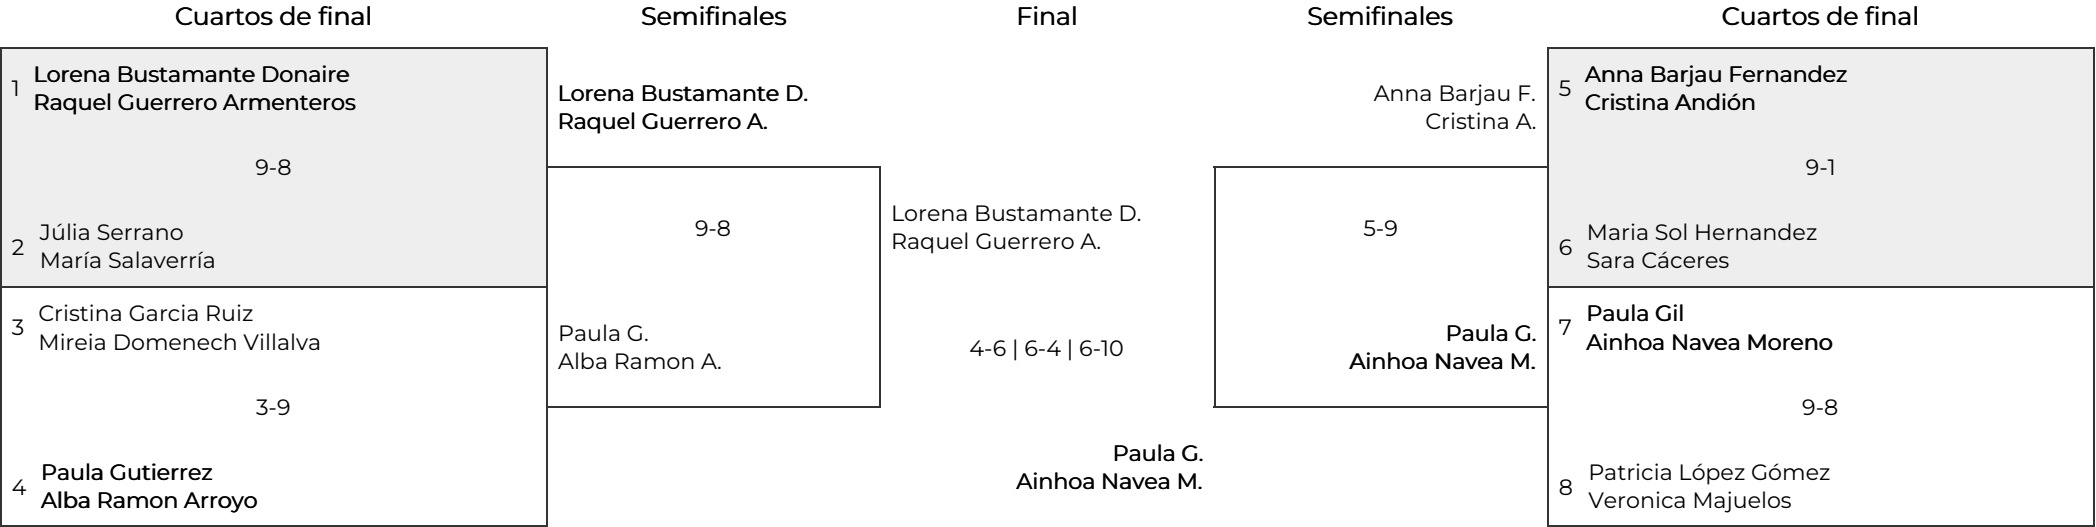 Cuartos de final
Semifinales
Final
Semifinales
Cuartos de final
1
Lorena Bustamante Donaire
Raquel Guerrero Armenteros
9-8
2
Júlia Serrano
María Salaverría
3
Cristina Garcia Ruiz
Mireia Domenech Villalva
3-9
4
Paula Gutierrez
Alba Ramon Arroyo
Lorena Bustamante D.
Raquel Guerrero A.
9-8
Paula G.
Alba Ramon A.
Lorena Bustamante D.
Raquel Guerrero A.
4-6 | 6-4 | 6-10
Paula G.
Ainhoa Navea M.
Anna Barjau F.
Cristina A.
5-9
Paula G.
Ainhoa Navea M.
5
Anna Barjau Fernandez
Cristina Andión
9-1
6
Maria Sol Hernandez
Sara Cáceres
7
Paula Gil
Ainhoa Navea Moreno
9-8
8
Patricia López Gómez
Veronica Majuelos